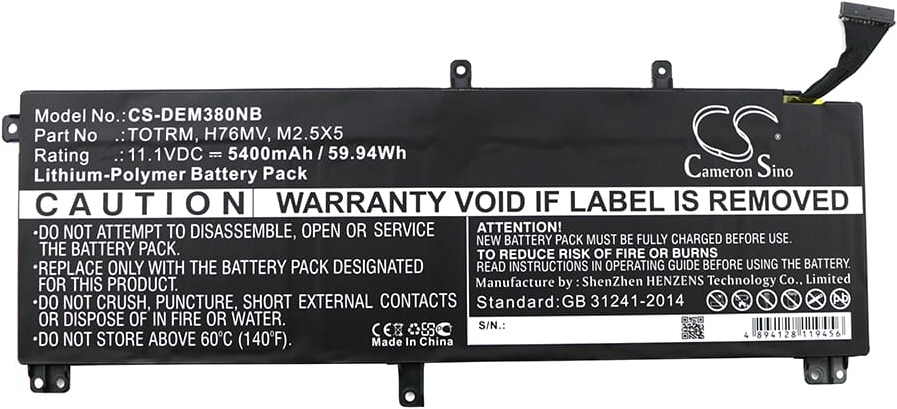 Model No.:CS-DEM380NB
Part No :TOTRM, H76MV, M2.5X5
Rating :11.1VDC ⎓ 5400mAh / 59.94Wh
Lithium-Polymer Battery Pack
CS
Cameron Sino
CAUTION
WARRANTY VOID IF LABEL IS REMOVED
•DO NOT ATTEMPT TO DISASSEMBLE, OPEN OR SERVICE
THE BATTERY PACK.
•REPLACE ONLY WITH THE BATTERY PACK DESIGNATED
FOR THIS PRODUCT.
•DO NOT CRUSH, PUNCTURE, SHORT EXTERNAL CONTACTS
OR DISPOSE OF IN FIRE OR WATER.
•DO NOT STORE ABOVE 60°C (140°F).
CE
Made In China
ATTENTION!
NEW BATTERY PACK MUST BE FULLY CHARGED BEFORE USE.
TO REDUCE RISK OF FIRE OR BURNS
READ INSTRUCTIONS IN OPERATING DEVICE MANUAL BEFORE USE.
Manufacturer by : ShenZhen HENZENS Technology Co., Limited
Standard:GB 31241-2014
S/N.:
4 894128 119456